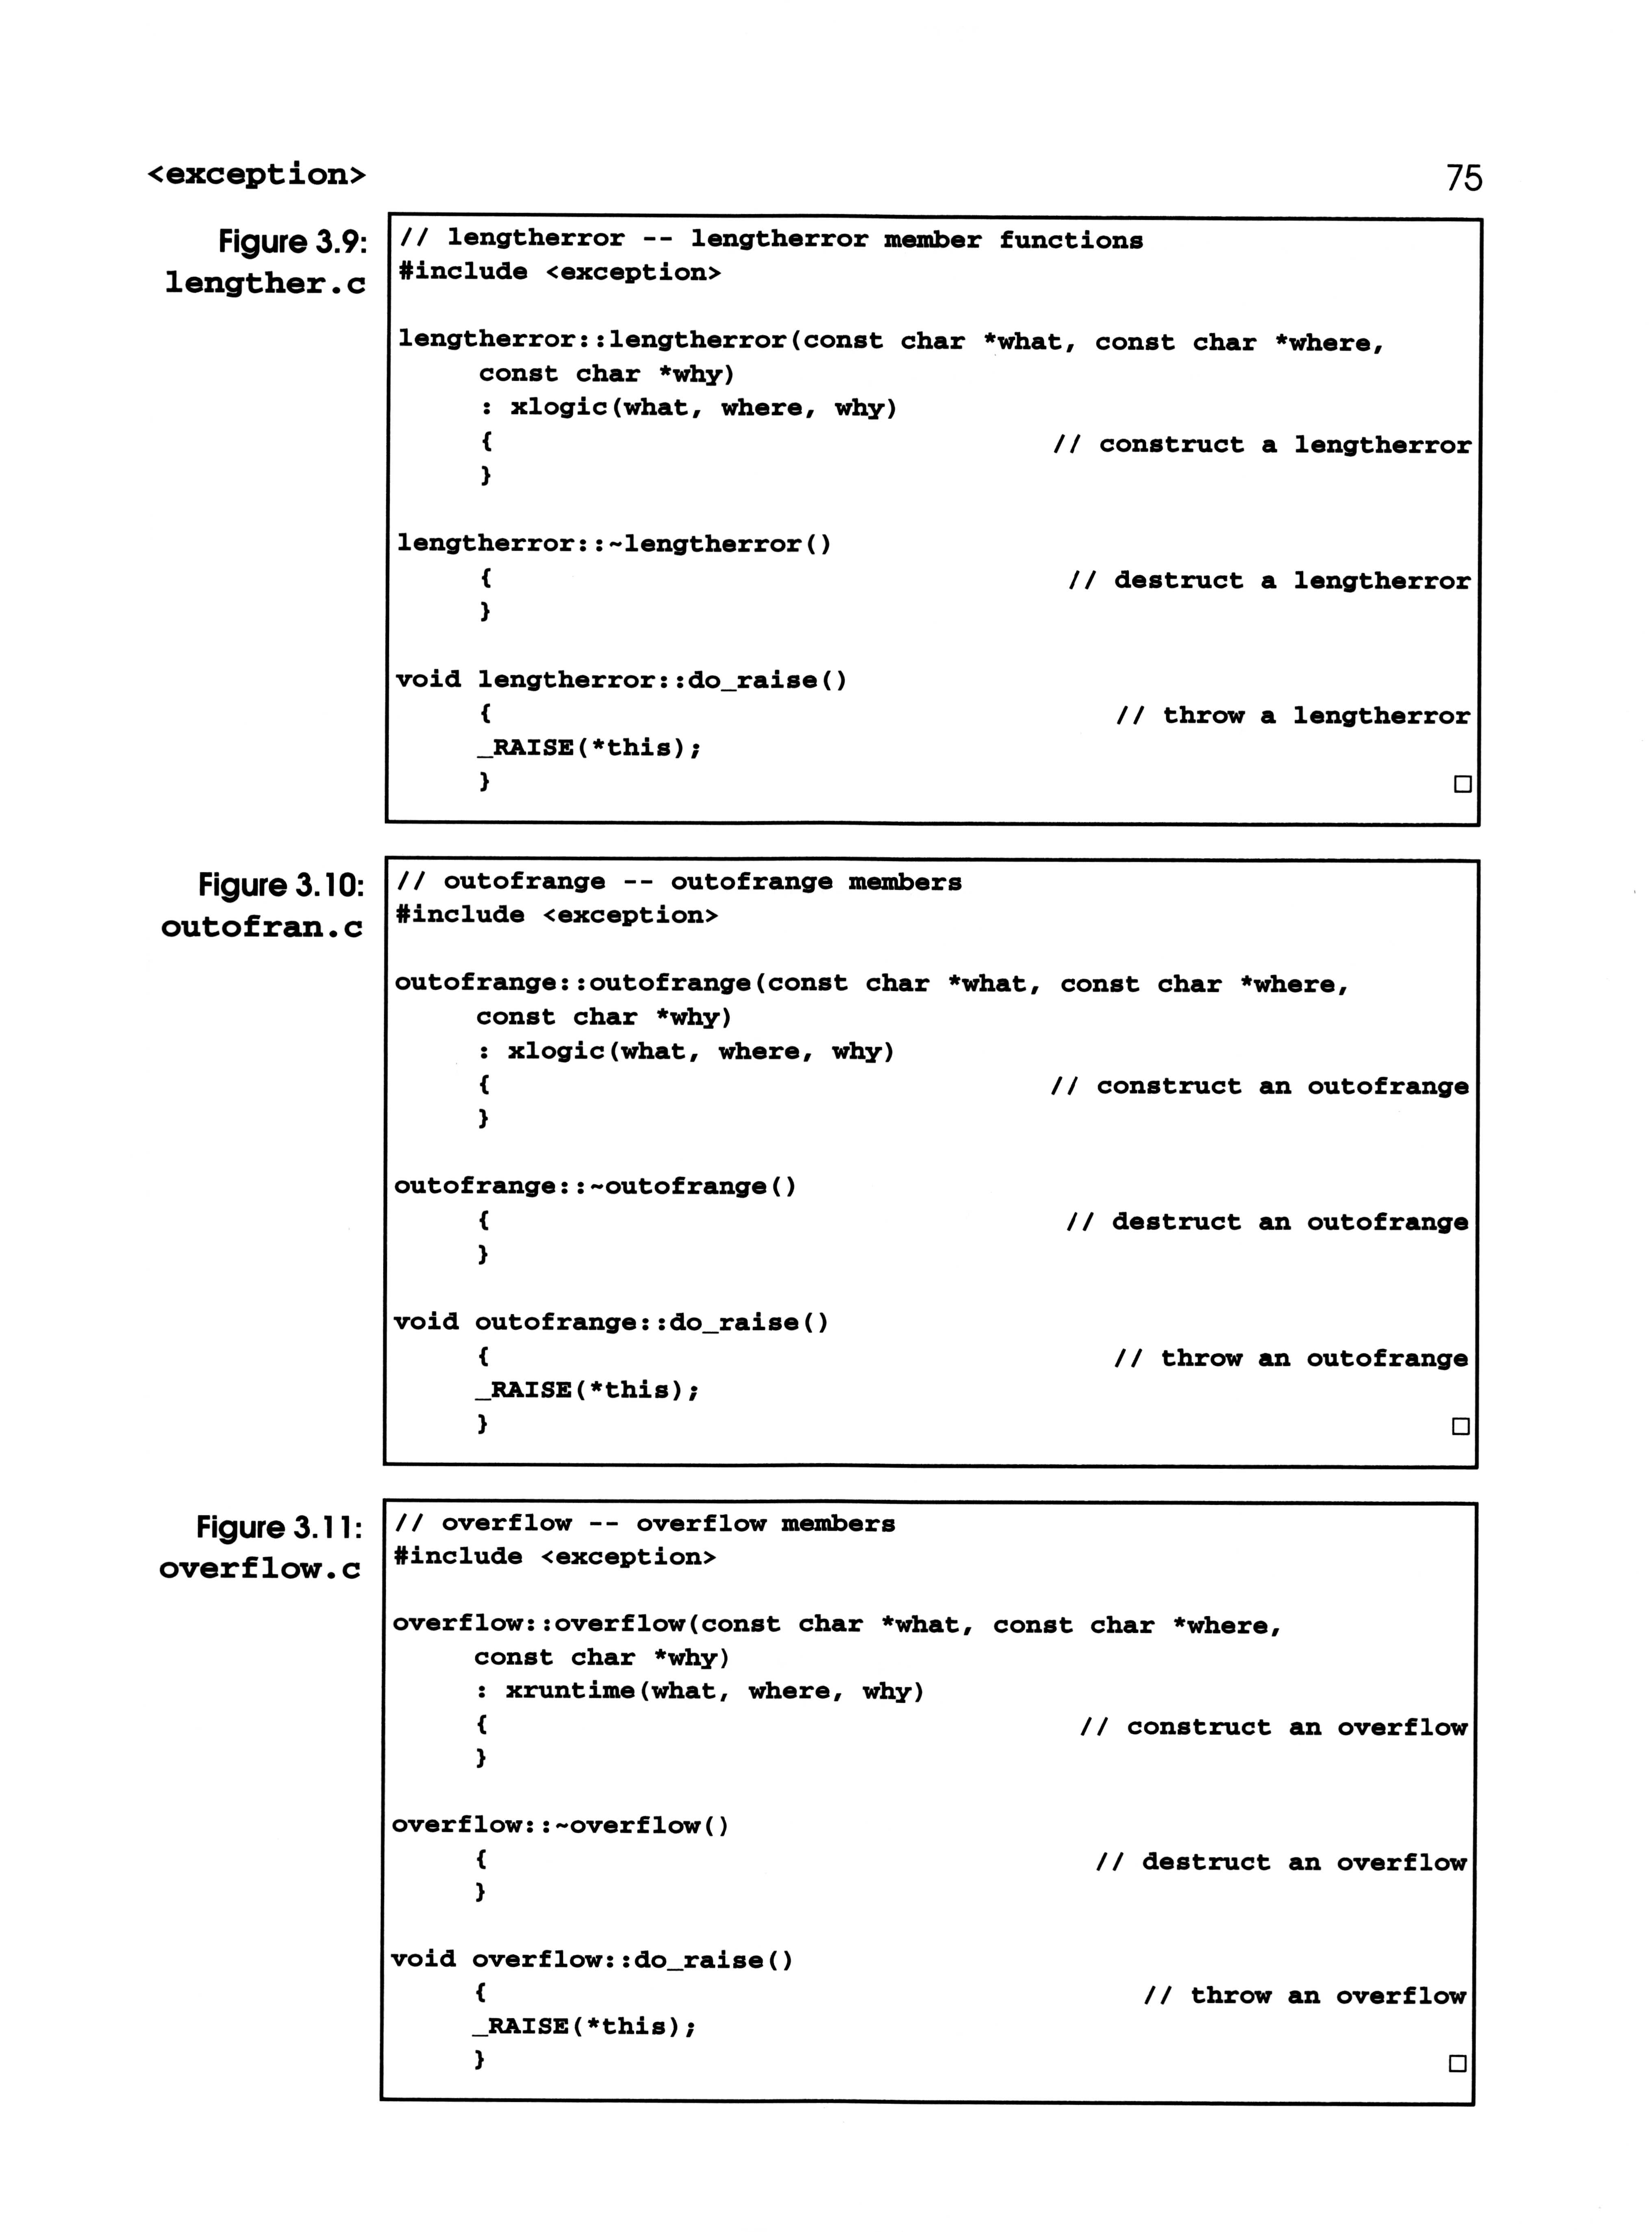 <exception>
75
Figure 3.9:
lengther.c
// lengtherror -- lengtherror member functions
#include <exception>
lengtherror::lengtherror(const char *what, const char *where,
const char *why)
: xlogic(what, where, why)
{ // construct a lengtherror
}
lengtherror::~lengtherror()
{ // destruct a lengtherror
}
void lengtherror::do_raise()
{ // throw a lengtherror
_RAISE(*this);
} □
Figure 3.10:
outofran.c
// outofrange -- outofrange members
#include <exception>
outofrange::outofrange(const char *what, const char *where,
const char *why)
: xlogic(what, where, why)
{ // construct an outofrange
}
outofrange::~outofrange()
{ // destruct an outofrange
}
void outofrange::do_raise()
{ // throw an outofrange
_RAISE(*this);
} □
Figure 3.11:
overflow.c
// overflow -- overflow members
#include <exception>
overflow::overflow(const char *what, const char *where,
const char *why)
: xruntime(what, where, why)
{ // construct an overflow
}
overflow::~overflow()
{ // destruct an overflow
}
void overflow::do_raise()
{ // throw an overflow
_RAISE(*this);
} □